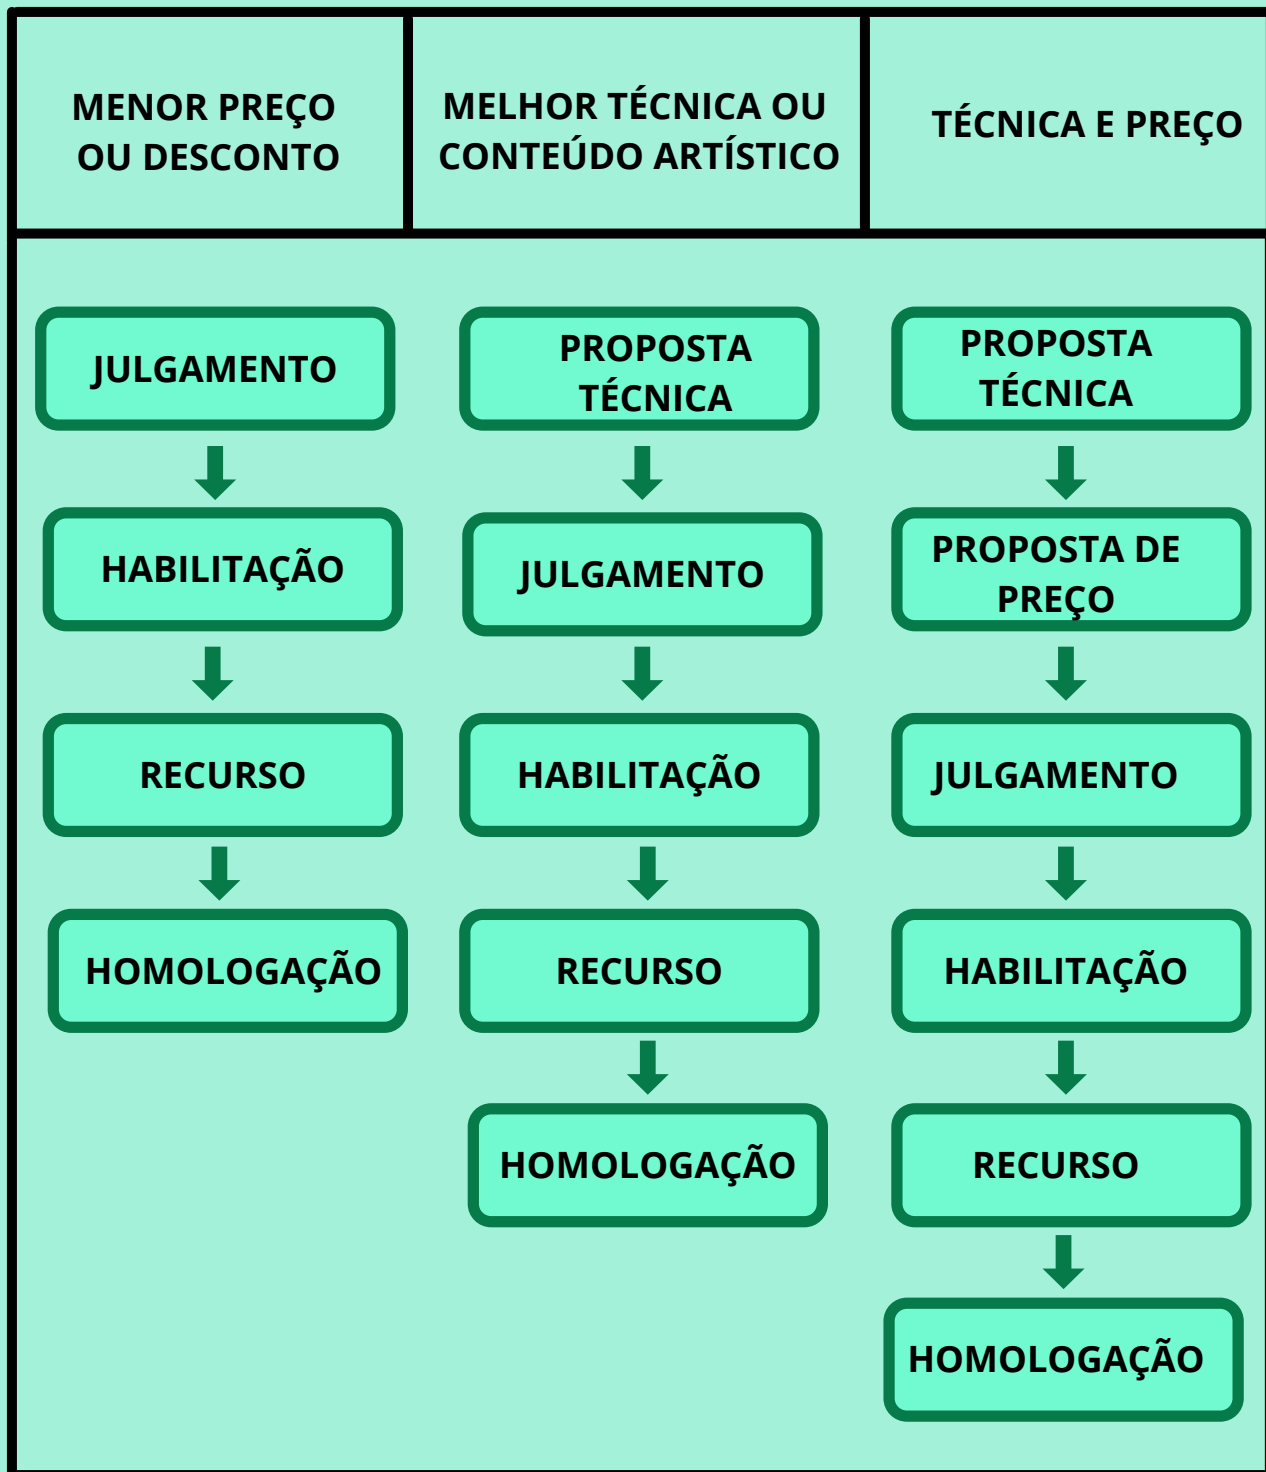 MENOR PREÇO
OU DESCONTO
MELHOR TÉCNICA OU
CONTEÚDO ARTÍSTICO
TÉCNICA E PREÇO
JULGAMENTO
HABILITAÇÃO
RECURSO
HOMOLOGAÇÃO
PROPOSTA
TÉCNICA
JULGAMENTO
HABILITAÇÃO
RECURSO
HOMOLOGAÇÃO
PROPOSTA
TÉCNICA
PROPOSTA DE
PREÇO
JULGAMENTO
HABILITAÇÃO
RECURSO
HOMOLOGAÇÃO